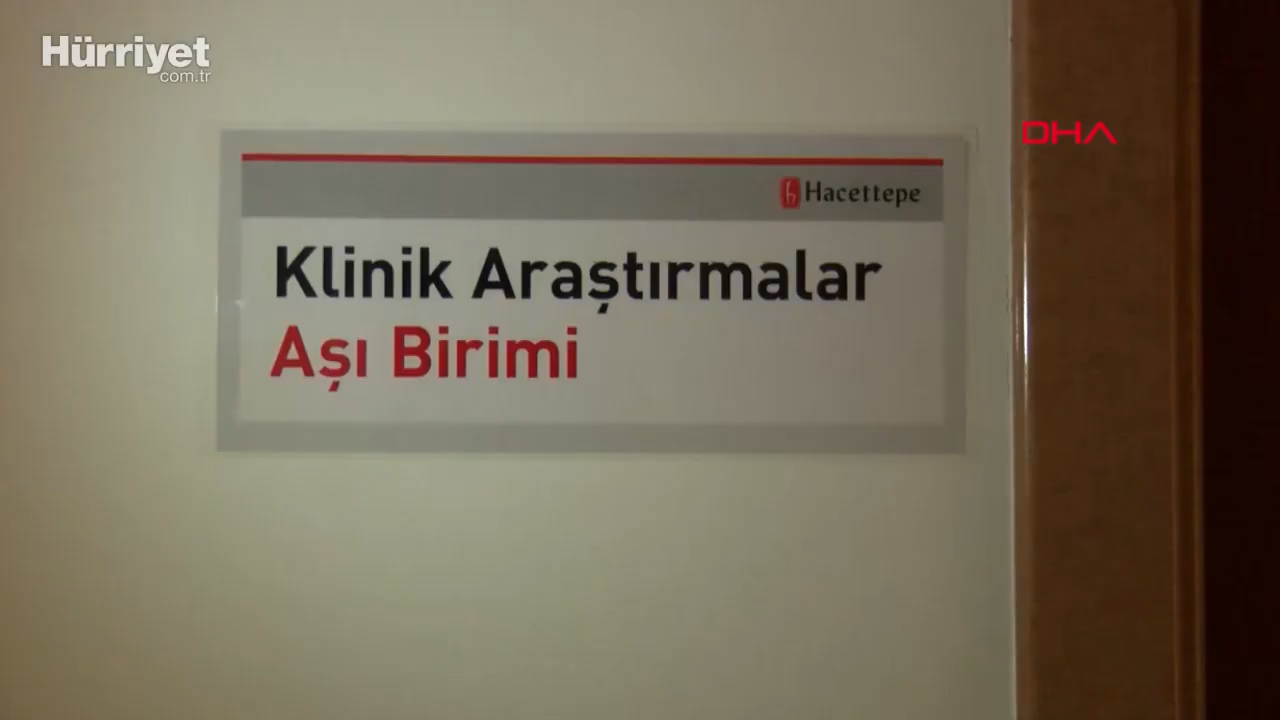 Hürriyet
com.tr
DHA
Hacettepe
Klinik Araştırmalar
Aşı Birimi